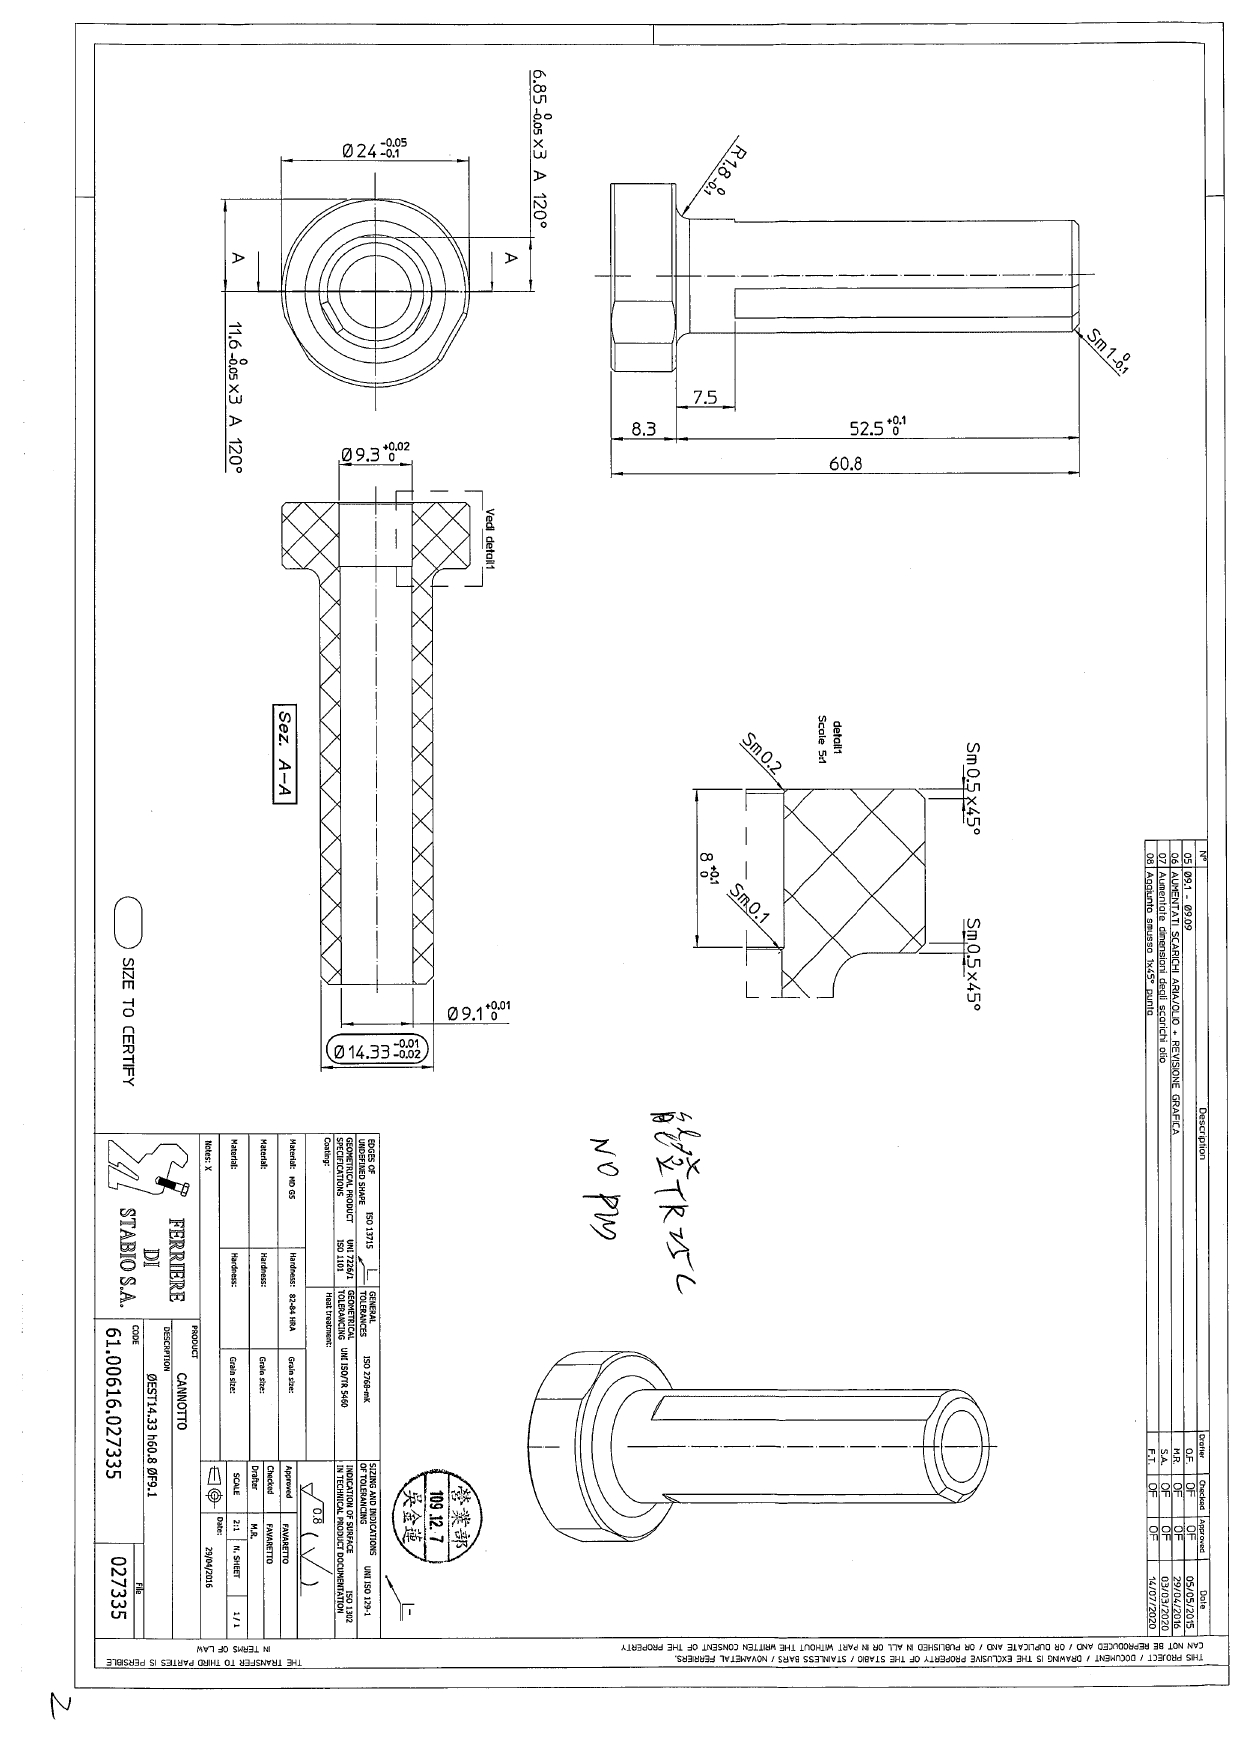 6.85 0 -0.05 x3 A 120°
Ø24 -0.05 -0.1
A
A
11.6 0 -0.05 x3 A 120°
R1.8 0 -0.1
Sm1 0 -0.1
7.5
8.3
52.5 +0.1 0
60.8
Ø9.3 +0.02 0
Vedi detail1
Sez. A-A
Ø9.1 +0.01 0
Ø14.33 -0.01 -0.02
SIZE TO CERTIFY
detail1
Scale 5:1
Sm0.2
Sm0.5x45°
8 +0.1 0
Sm0.1
Sm0.5x45°
N° Description Drafter Checked Approved Date
05 Ø9.1 - Ø9.09 O.F. OF OF 05/05/2015
06 AUMENTATI SCARICHI ARIA/OLIO + REVISIONE GRAFICA M.R. OF OF 29/04/2016
07 Aumentate dimensioni degli scarichi olio S.A. OF OF 03/03/2020
08 Aggiunto smusso 1x45° punta F.T. OF OF 14/07/2020
TR25C
NO
營業部
109.12.7
吳金蓮
EDGES OF UNDEFINED SHAPE ISO 13715
GENERAL TOLERANCES ISO 2768-mK
SIZING AND INDICATIONS OF TOLERANCING UNI ISO 129-1
GEOMETRICAL PRODUCT SPECIFICATIONS UNI 7226/1 ISO 1101
GEOMETRICAL TOLERANCING UNI ISO/TR 5460
INDICATION OF SURFACE IN TECHNICAL PRODUCT DOCUMENTATION ISO 1302
Coating:
Heat treatment:
0.8
Material: MD G5 Hardness: 82-84 HRA Grain size:
Material: Hardness: Grain size:
Material: Hardness: Grain size:
Notes: X
Approved FAVARETTO
Checked FAVARETTO
Drafter M.R.
SCALE 2:1 N. SHEET 1/1
Date: 29/04/2016
FERRIERE
DI
STABIO S.A.
PRODUCT
CANNOTTO
DESCRIPTION
ØEST14.33 h60.8 ØF9.1
CODE
61.00616.027335
File
027335
THIS PROJECT / DOCUMENT / DRAWING IS THE EXCLUSIVE PROPERTY OF THE STABIO / STAINLESS BARS / NOVAMETAL FERRIERS.
CAN NOT BE REPRODUCED AND / OR DUPLICATE AND / OR PUBLISHED IN ALL OR IN PART WITHOUT THE WRITTEN CONSENT OF THE PROPERTY
THE TRANSFER TO THIRD PARTIES IS PERSIBLE
IN TERMS OF LAW
2